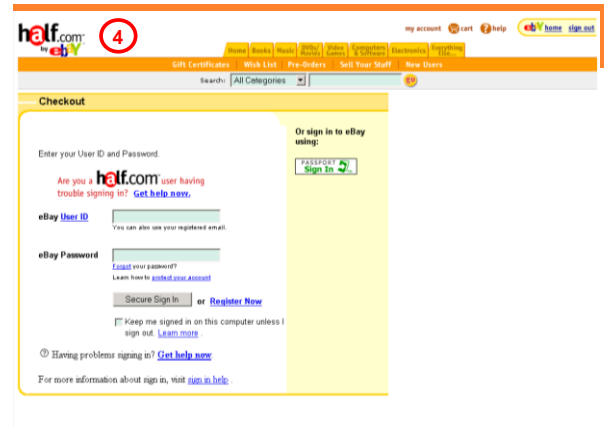 half.com
by ebY
4
my account cart help
ebY home sign out
Home Books Music DVDs/Movies Video Games Computers & Software Electronics Everything Else...
Gift Certificates | Wish List | Pre-Orders | Sell Your Stuff | New Users
Search: All Categories go
Checkout
Or sign in to eBay
using:
PASSPORT
Sign In
Enter your User ID and Password.
Are you a half.com user having
trouble signing in? Get help now.
eBay User ID
You can also use your registered email.
eBay Password
Forgot your password?
Learn how to protect your account
Secure Sign In or Register Now
Keep me signed in on this computer unless I
sign out. Learn more .
? Having problems signing in? Get help now
For more information about sign in, visit sign in help .